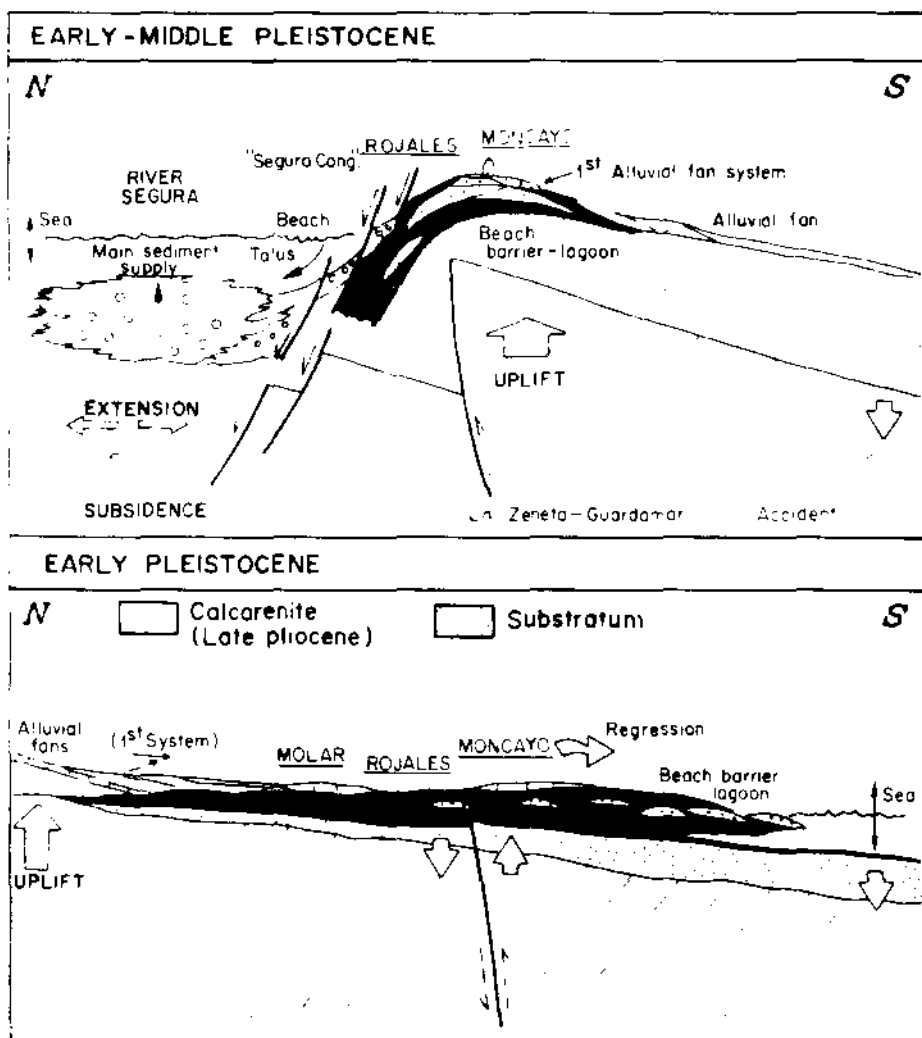 EARLY-MIDDLE PLEISTOCENE
N
S
"Segura Cong."
ROJALES
MONCAYO
1st Alluvial fan system
RIVER
SEGURA
Sea
Beach
Alluvial fan
Main sediment
supply
Talus
Beach
barrier-lagoon
UPLIFT
EXTENSION
SUBSIDENCE
Zeneta-Guardamar Accident
EARLY PLEISTOCENE
N
S
Calcarenite
(Late pliocene)
Substratum
Alluvial
fans
(1st System)
MOLAR
ROJALES
MONCAYO
Regression
Beach barrier
lagoon
Sea
UPLIFT